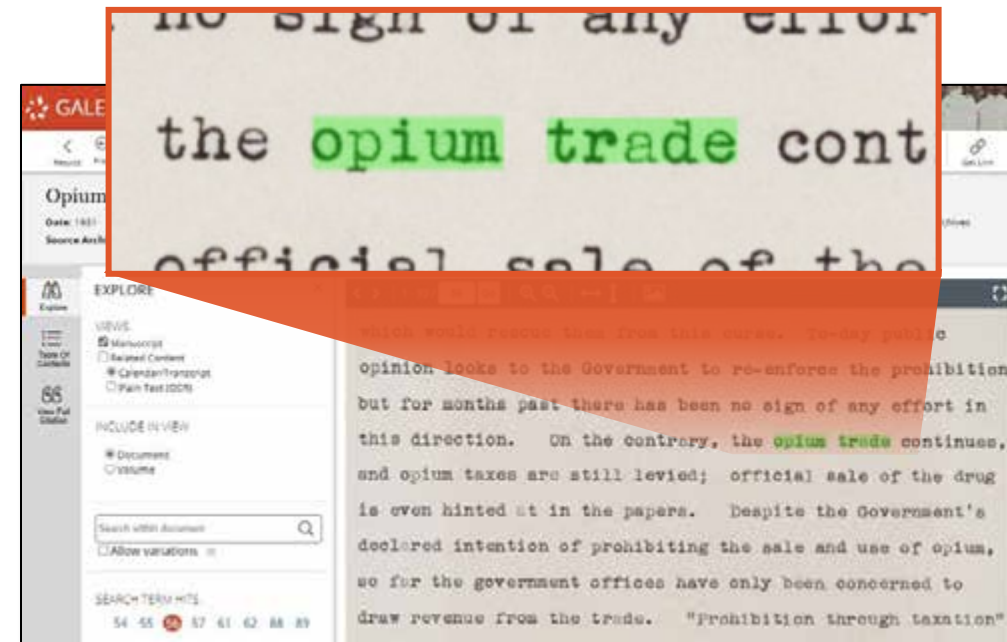 no sign of any effor
the opium trade cont
official sale of the
GALE
Opium
Date: 1931
Source Archi
Get Link
Explore
Table Of Contents
View Full Citation
EXPLORE
VIEWS
Manuscript
Related Content
Calendar/Transcript
Plain Text (OCR)
INCLUDE IN VIEW
Document
Volume
Search within document
Allow variations
SEARCH TERM HITS
54 55 56 57 61 62 88 89
which would rescue them from this curse. To-day public
opinion looks to the Government to re-enforce the prohibition
but for months past there has been no sign of any effort in
this direction. On the contrary, the opium trade continues,
and opium taxes are still levied; official sale of the drug
is even hinted at in the papers. Despite the Government's
declared intention of prohibiting the sale and use of opium,
so far the government offices have only been concerned to
draw revenue from the trade. "Prohibition through taxation"